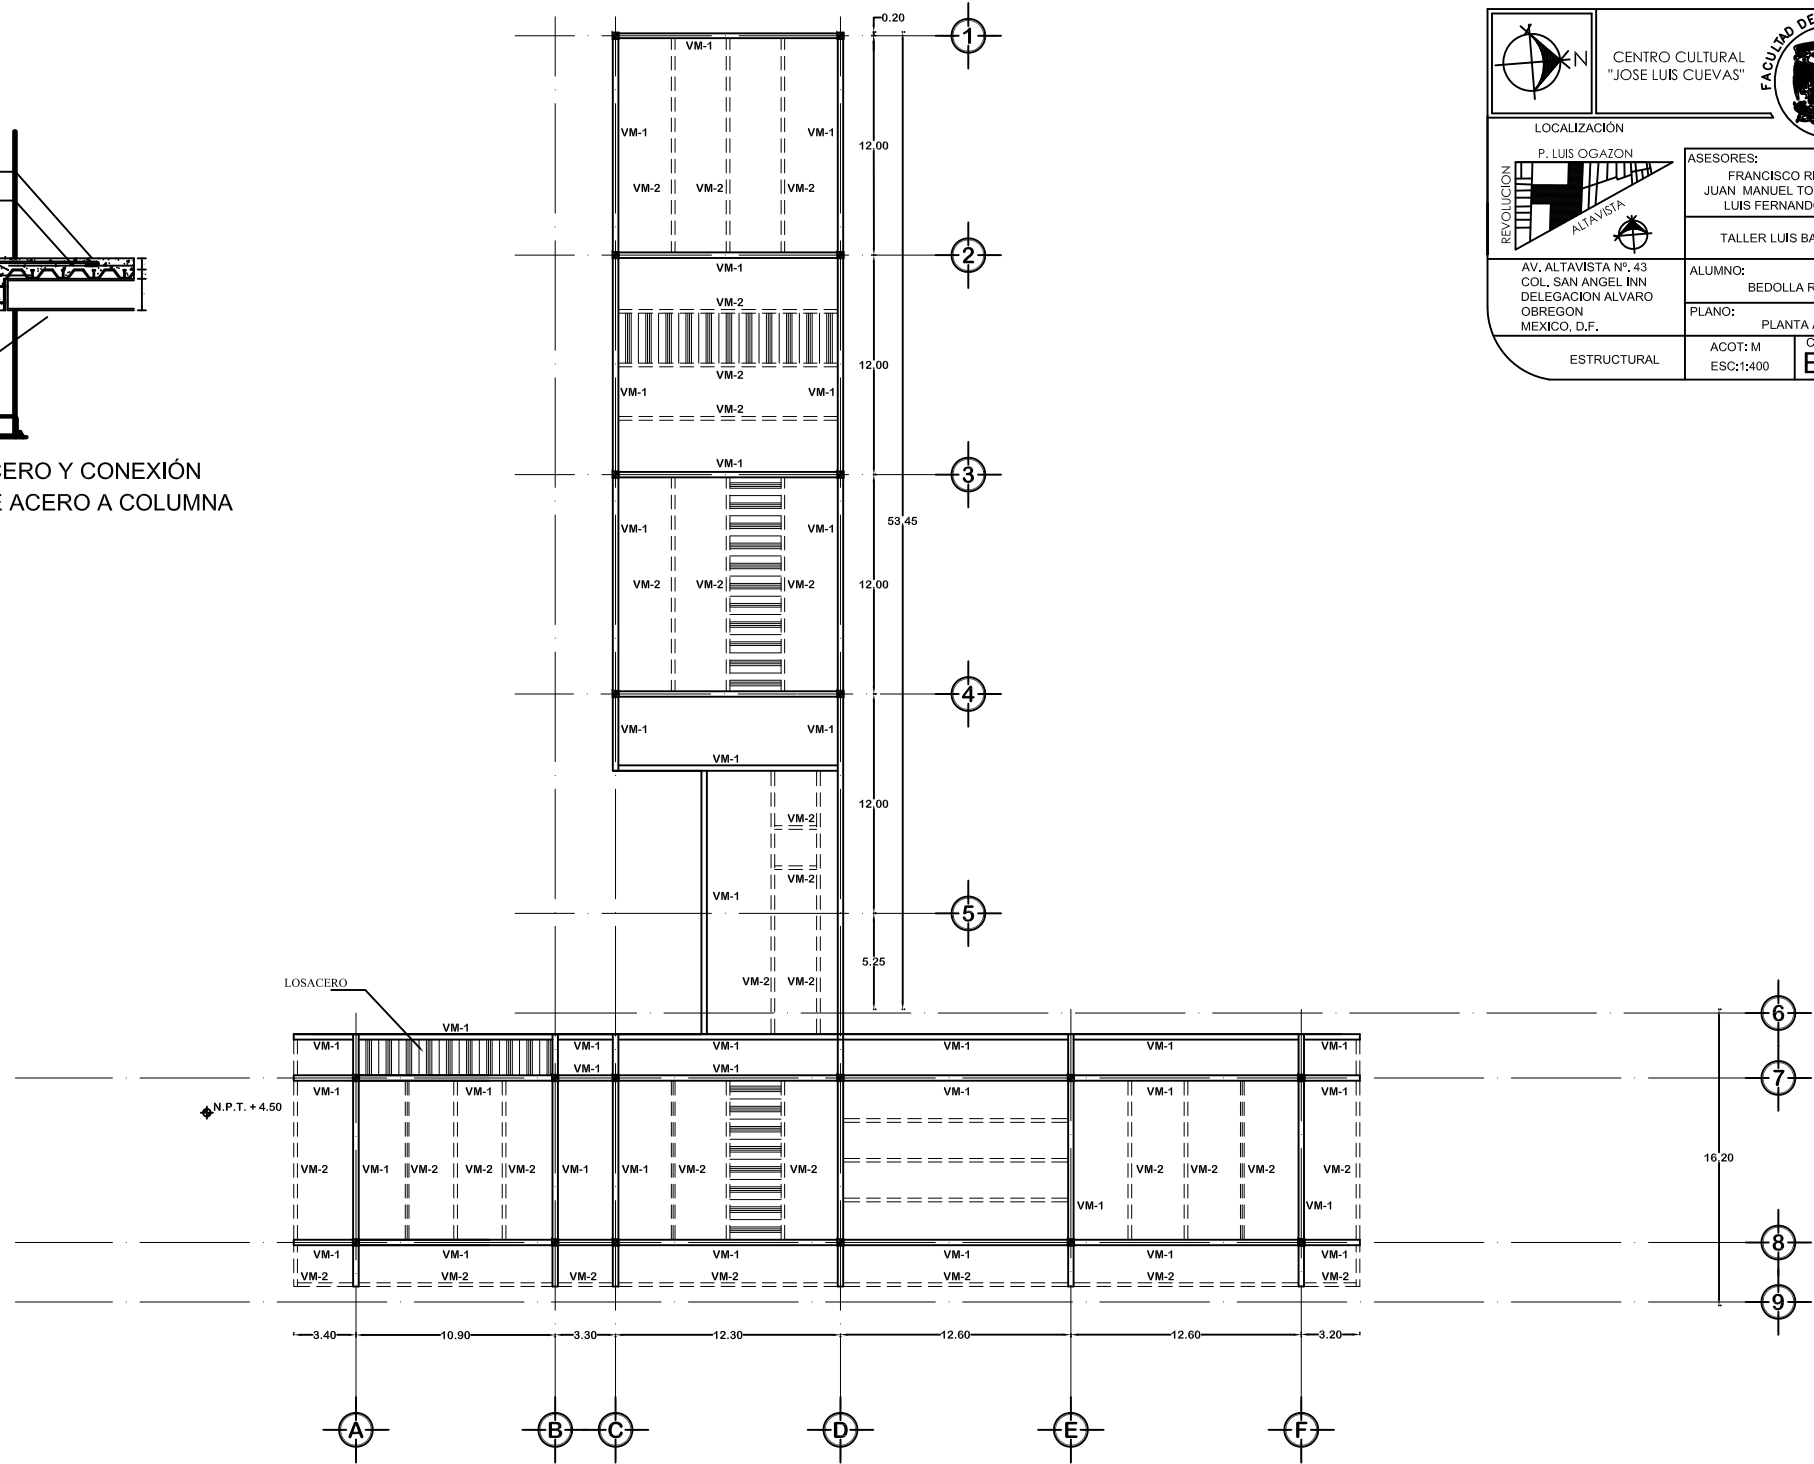 CERO Y CONEXIÓN
E ACERO A COLUMNA
0.20
1
VM-1
VM-1 VM-1
12.00
VM-2 VM-2 VM-2
2
VM-1
VM-2
12.00
VM-2
VM-1 VM-1
VM-2
VM-1
3
53.45
VM-1 VM-1
12.00
VM-2 VM-2 VM-2
4
VM-1 VM-1
VM-1
12.00
VM-2
VM-2
VM-1
5
5.25
VM-2 VM-2
LOSACERO
6
VM-1
VM-1 VM-1 VM-1 VM-1 VM-1 VM-1
VM-1 VM-1
7
VM-1 VM-1 VM-1 VM-1 VM-1
N.P.T. + 4.50
16.20
VM-2 VM-1 VM-2 VM-2 VM-2 VM-1 VM-1 VM-2 VM-2 VM-2 VM-2 VM-2 VM-2
VM-1 VM-1
8
VM-1 VM-1 VM-1 VM-1 VM-1 VM-1
VM-2 VM-2 VM-2 VM-2 VM-2 VM-2 VM-2
9
3.40 10.90 3.30 12.30 12.60 12.60 3.20
A B C D E F
N
CENTRO CULTURAL
"JOSE LUIS CUEVAS"
FACULTAD DE
LOCALIZACIÓN
P. LUIS OGAZON
REVOLUCION
ALTAVISTA
ASESORES:
FRANCISCO
JUAN MANUEL
LUIS FERNANDO
TALLER LUIS
AV. ALTAVISTA Nº. 43
COL. SAN ANGEL INN
DELEGACION ALVARO
OBREGON
MEXICO, D.F.
ALUMNO:
BEDOLLA
PLANO:
PLANTA
ESTRUCTURAL
ACOT: M
ESC:1:400